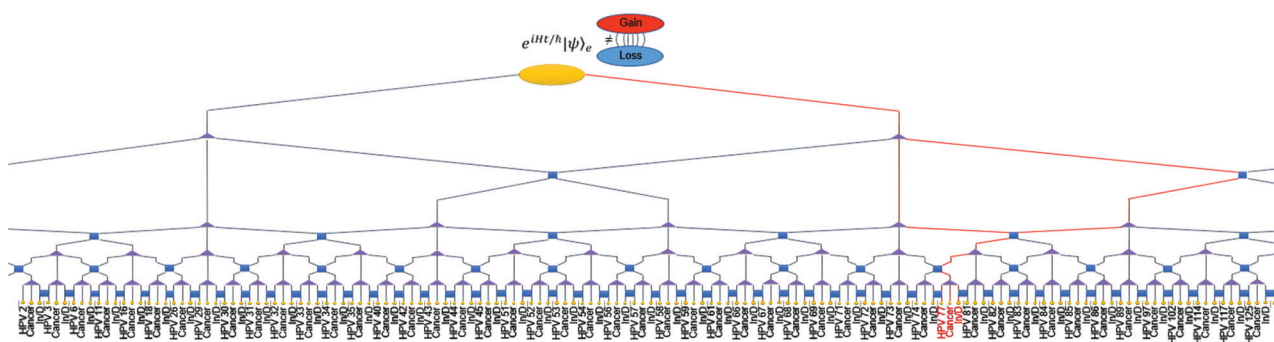 Gain
e^{iHt/ħ}|ψ⟩_e
≠
Loss
HPV 2
Cancer
InD
HPV 3
Cancer
InD
HPV 6
Cancer
InD
HPV 11
Cancer
InD
HPV 16
Cancer
InD
HPV 18
Cancer
InD
HPV 26
Cancer
InD
HPV 29
Cancer
InD
HPV 30
Cancer
InD
HPV 31
Cancer
InD
HPV 32
Cancer
InD
HPV 33
Cancer
InD
HPV 34
Cancer
InD
HPV 35
Cancer
InD
HPV 40
Cancer
InD
HPV 42
Cancer
InD
HPV 43
Cancer
InD
HPV 44
Cancer
InD
HPV 45
Cancer
InD
HPV 51
Cancer
InD
HPV 52
Cancer
InD
HPV 53
Cancer
InD
HPV 54
Cancer
InD
HPV 56
Cancer
InD
HPV 57
Cancer
InD
HPV 58
Cancer
InD
HPV 59
Cancer
InD
HPV 61
Cancer
InD
HPV 66
Cancer
InD
HPV 67
Cancer
InD
HPV 68
Cancer
InD
HPV 69
Cancer
InD
HPV 71
Cancer
InD
HPV 72
Cancer
InD
HPV 73
Cancer
InD
HPV 74
Cancer
InD
HPV 77
Cancer
InD
HPV 81
Cancer
InD
HPV 82
Cancer
InD
HPV 83
Cancer
InD
HPV 84
Cancer
InD
HPV 85
Cancer
InD
HPV 86
Cancer
InD
HPV 89
Cancer
InD
HPV 97
Cancer
InD
HPV 102
Cancer
InD
HPV 114
Cancer
InD
HPV 117
Cancer
InD
HPV 125
Cancer
InD